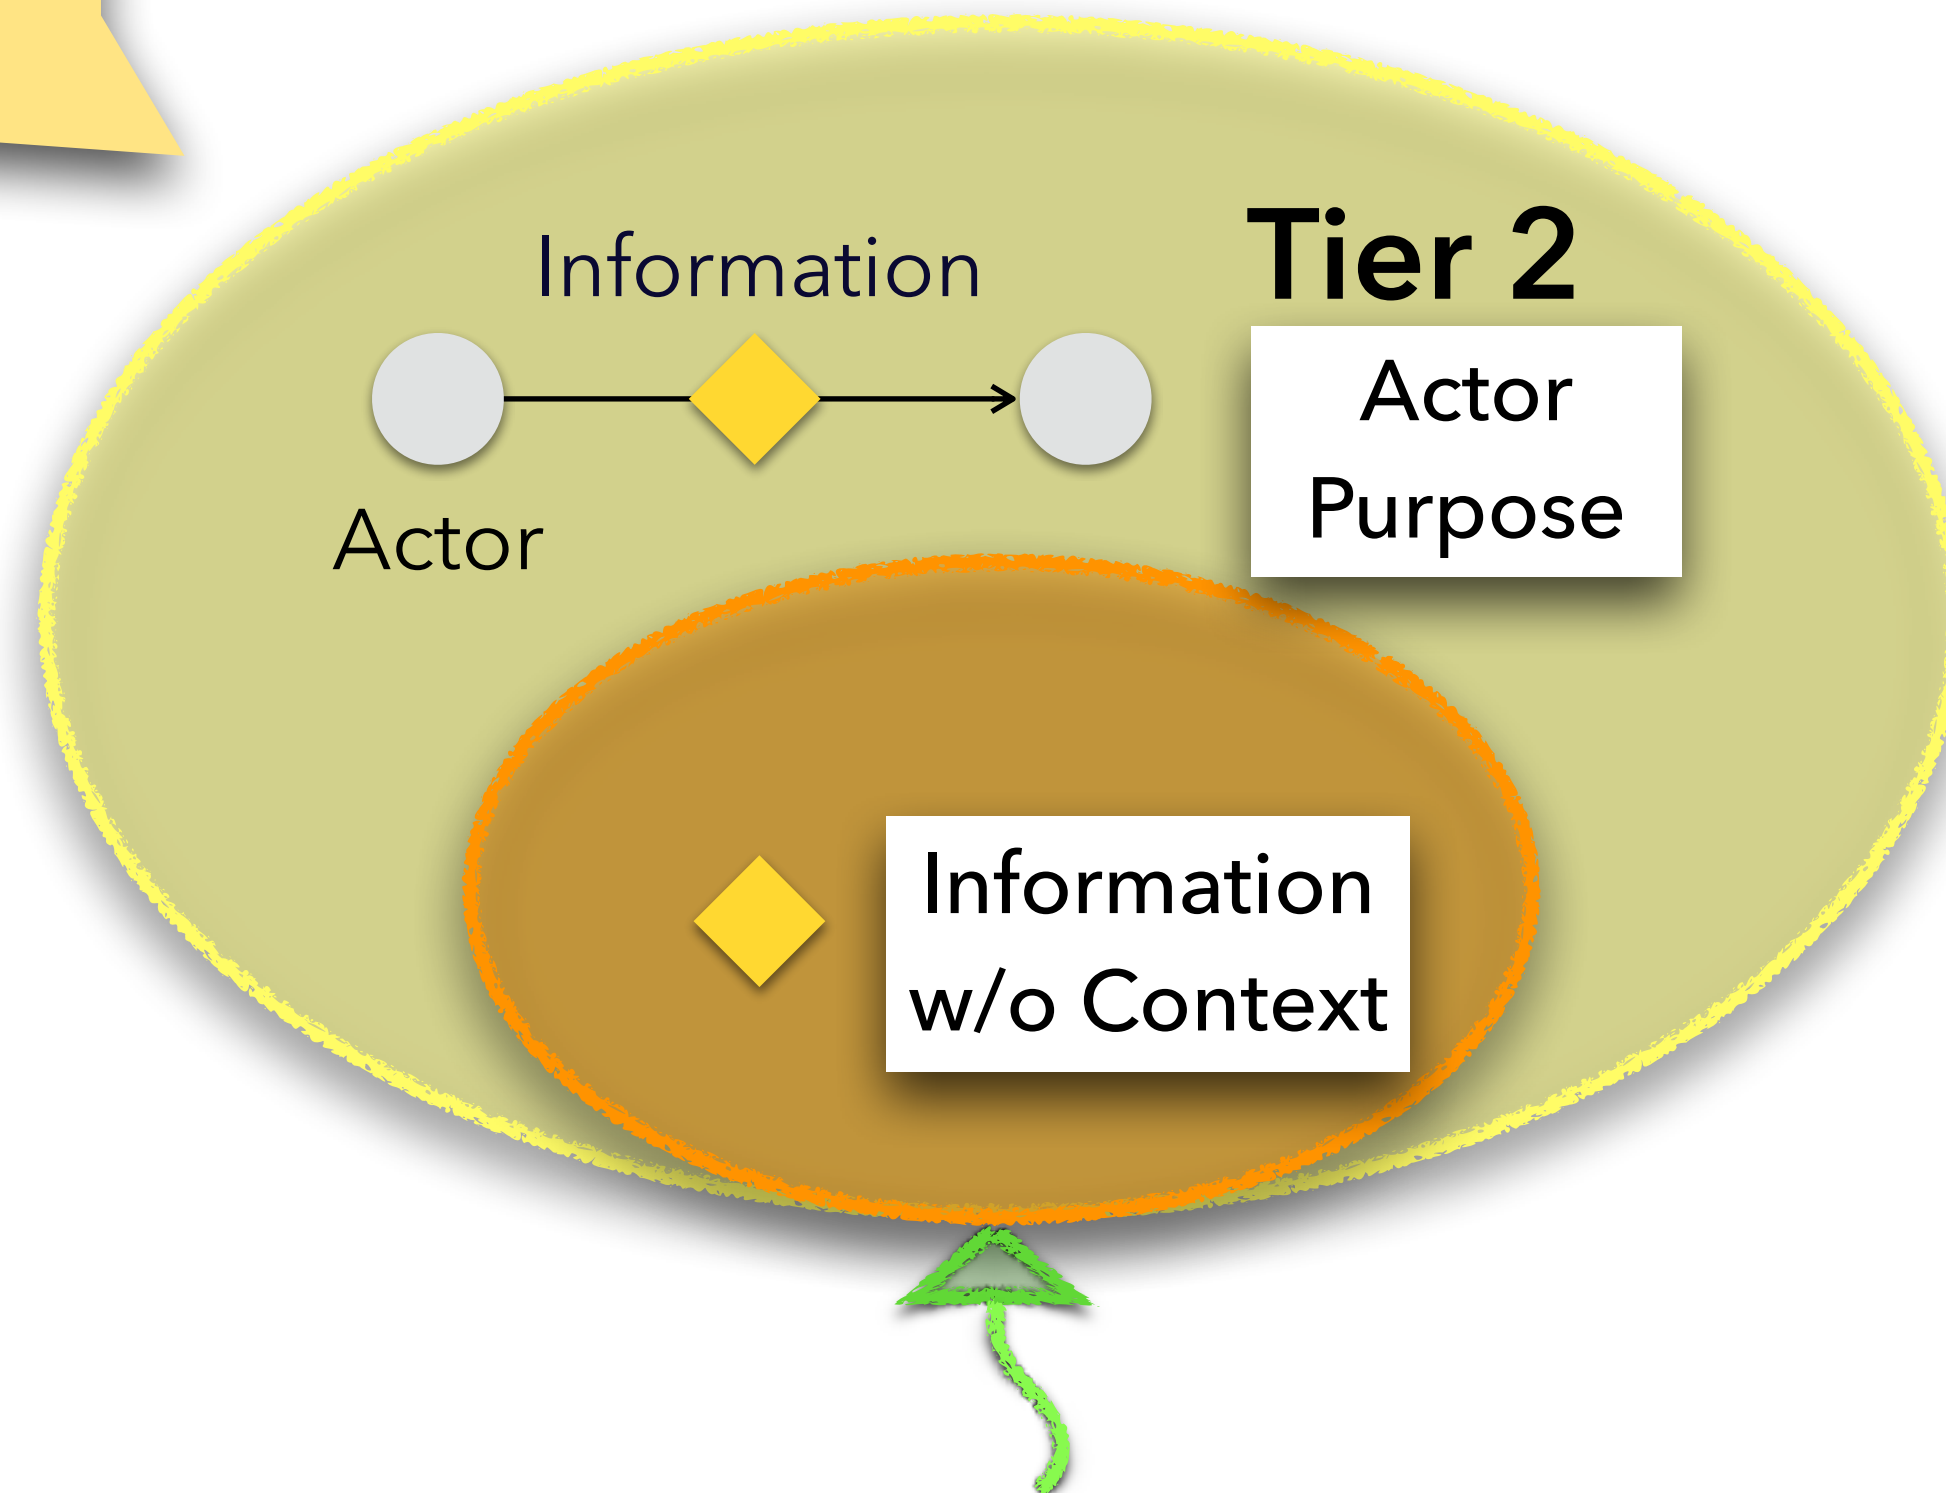 Information
Tier 2
Actor
Purpose
Actor
Information
w/o Context